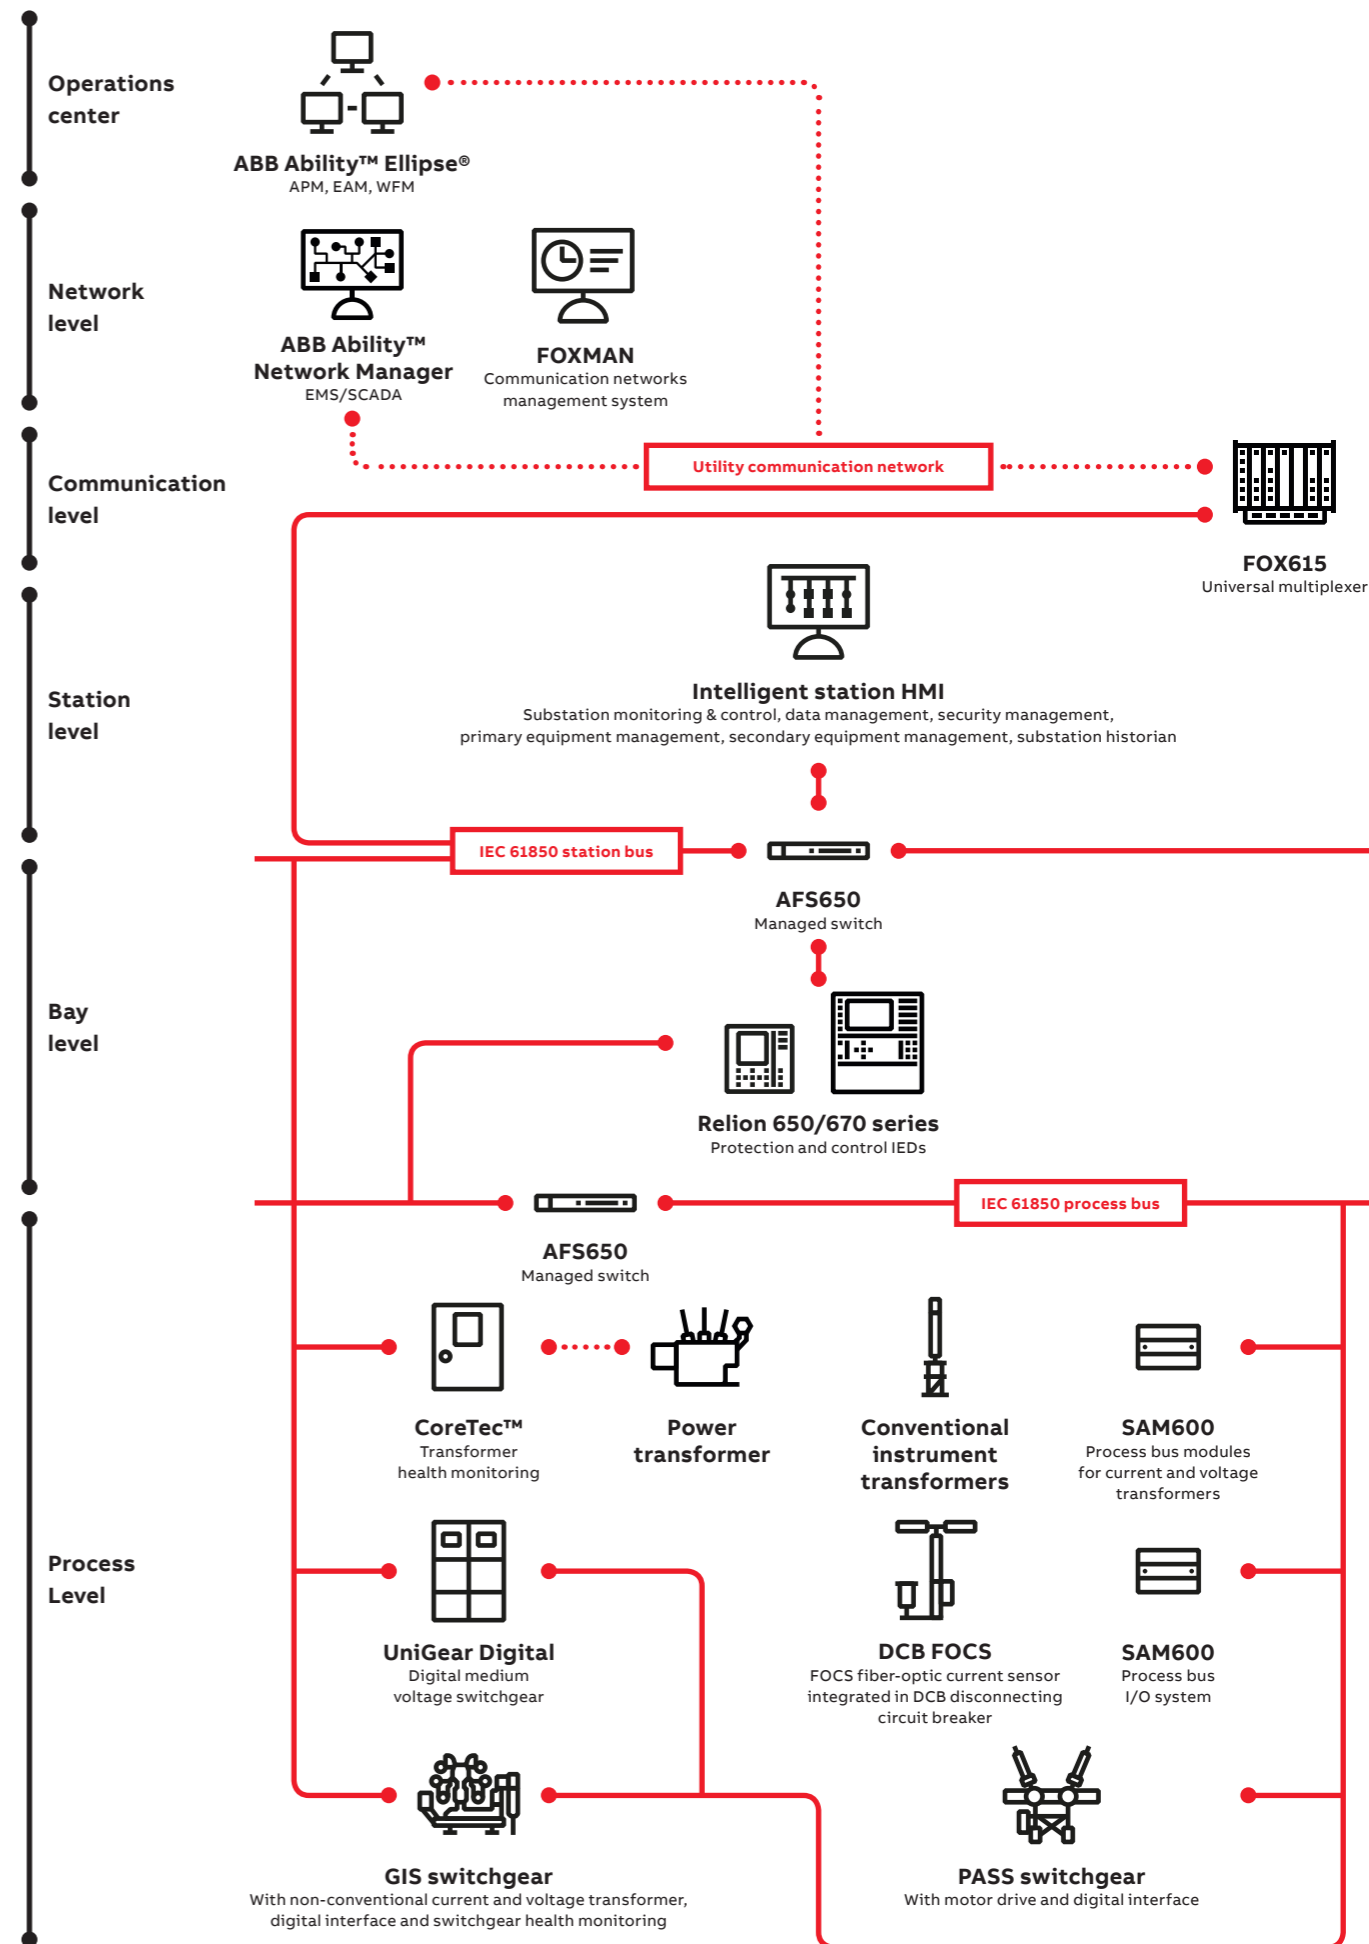 Operations
center
ABB Ability™ Ellipse®
APM, EAM, WFM
Network
level
ABB Ability™
Network Manager
EMS/SCADA
FOXMAN
Communication networks
management system
Communication
level
Utility communication network
FOX615
Universal multiplexer
Station
level
Intelligent station HMI
Substation monitoring & control, data management, security management,
primary equipment management, secondary equipment management, substation historian
IEC 61850 station bus
AFS650
Managed switch
Bay
level
Relion 650/670 series
Protection and control IEDs
IEC 61850 process bus
AFS650
Managed switch
Process
Level
CoreTec™
Transformer
health monitoring
Power
transformer
Conventional
instrument
transformers
SAM600
Process bus modules
for current and voltage
transformers
UniGear Digital
Digital medium
voltage switchgear
DCB FOCS
FOCS fiber-optic current sensor
integrated in DCB disconnecting
circuit breaker
SAM600
Process bus
I/O system
GIS switchgear
With non-conventional current and voltage transformer,
digital interface and switchgear health monitoring
PASS switchgear
With motor drive and digital interface